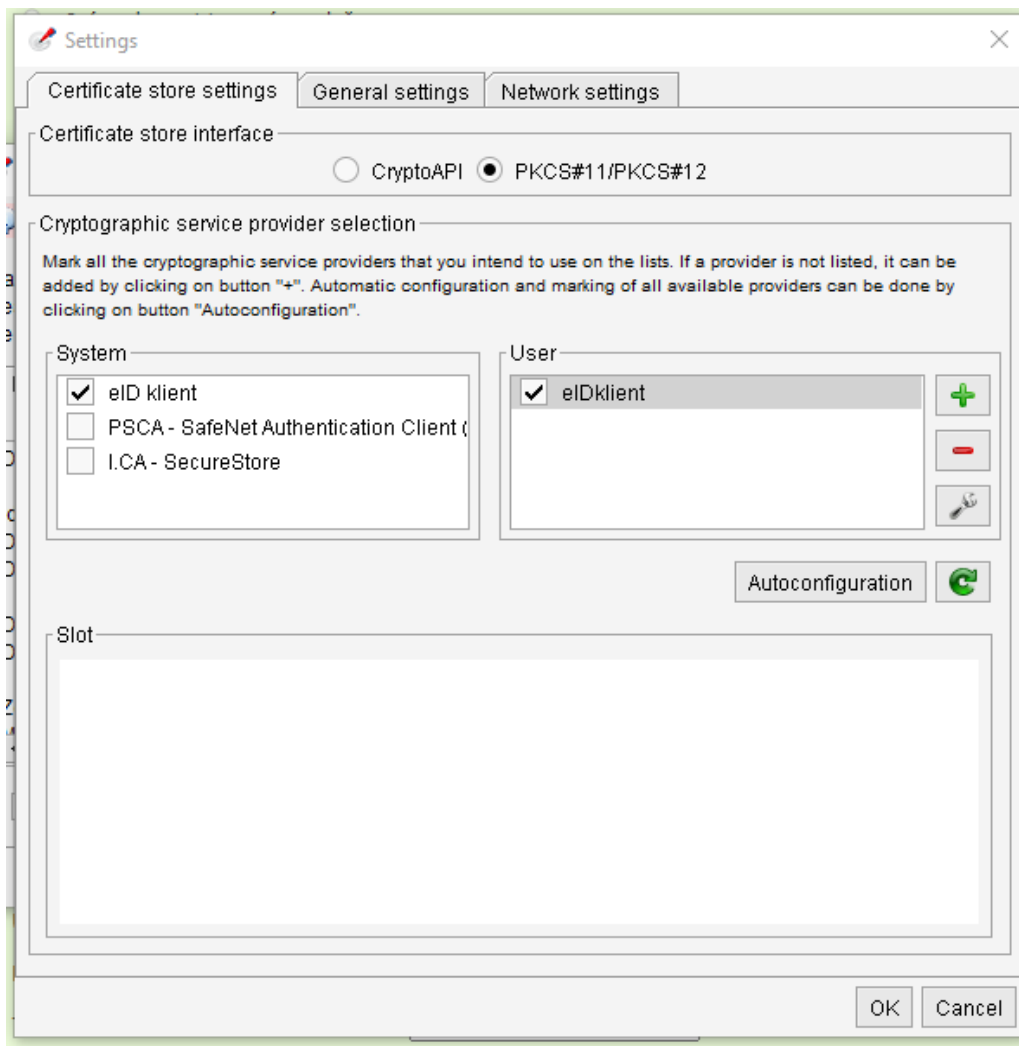 Settings
Certificate store settings
General settings
Network settings
Certificate store interface
CryptoAPI
PKCS#11/PKCS#12
Cryptographic service provider selection
Mark all the cryptographic service providers that you intend to use on the lists. If a provider is not listed, it can be
added by clicking on button "+". Automatic configuration and marking of all available providers can be done by
clicking on button "Autoconfiguration".
System
eID klient
PSCA - SafeNet Authentication Client (
I.CA - SecureStore
User
eIDklient
Autoconfiguration
Slot
OK
Cancel